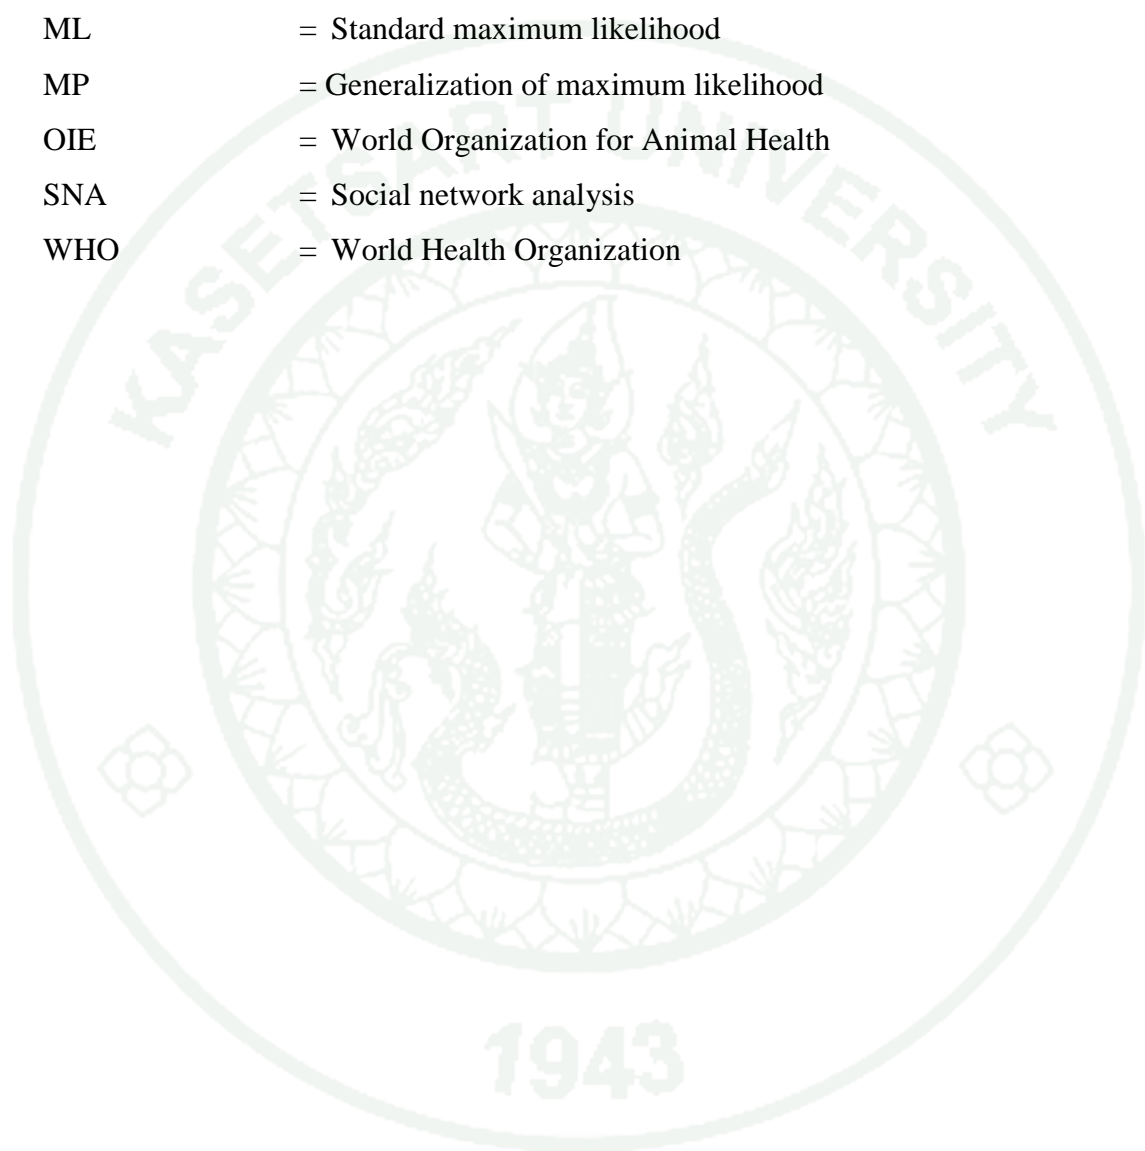 ML = Standard maximum likelihood
MP = Generalization of maximum likelihood
OIE = World Organization for Animal Health
SNA = Social network analysis
WHO = World Health Organization
KASETSART UNIVERSITY
1943